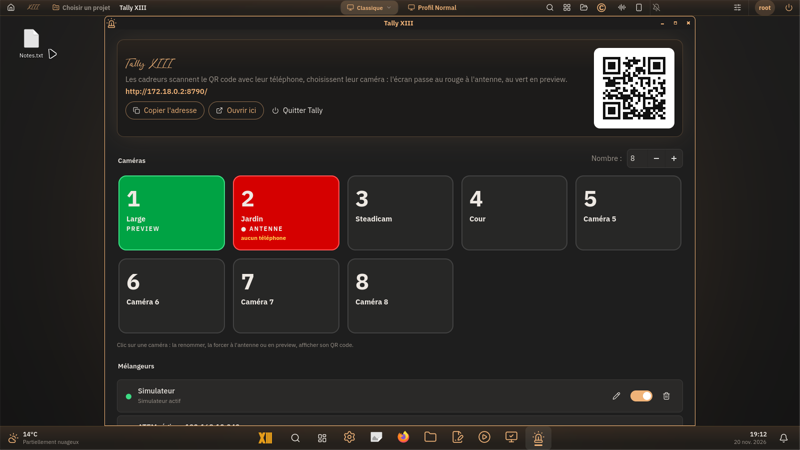 XIII Choisir un projet Tally XIII Classique Profil Normal root
Tally XIII
Notes.txt
Tally XIII
Les cadreurs scannent le QR code avec leur téléphone, choisissent leur caméra : l'écran passe au rouge à l'antenne, au vert en preview.
http://172.18.0.2:8790/
Copier l'adresse Ouvrir ici Quitter Tally
Caméras Nombre : 8
1
Large
PREVIEW
2
Jardin
ANTENNE
aucun téléphone
3
Steadicam
4
Cour
5
Caméra 5
6
Caméra 6
7
Caméra 7
8
Caméra 8
Clic sur une caméra : la renommer, la forcer à l'antenne ou en preview, afficher son QR code.
Mélangeurs
Simulateur
Simulateur actif
14°C
Partiellement nuageux
XIII
19:12
20 nov. 2026